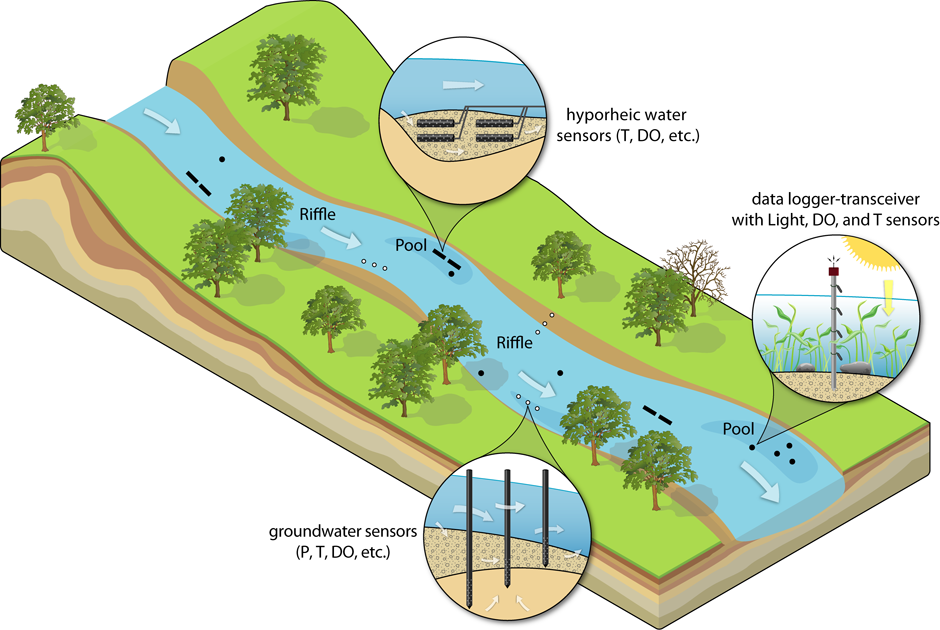 hyporheic water
sensors (T, DO, etc.)
data logger-transceiver
with Light, DO, and T sensors
Riffle
Pool
Riffle
Pool
groundwater sensors
(P, T, DO, etc.)